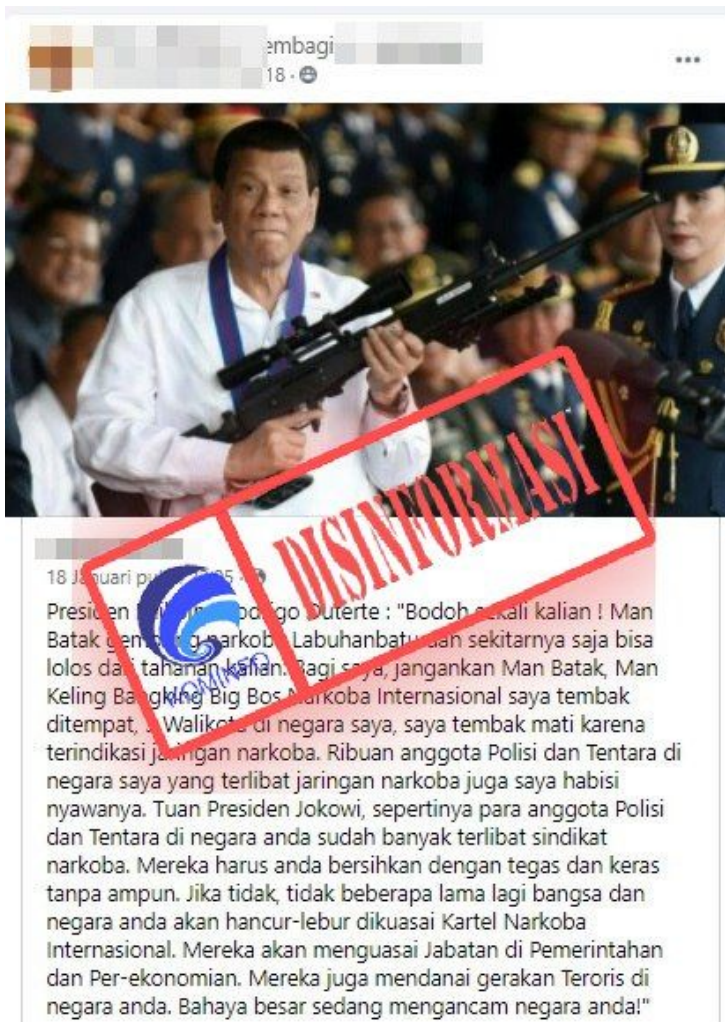 embagi
18 ·
DISINFORMASI
18 Januari pu
KOMINFO
Presiden Rodrigo Duterte : "Bodoh sekali kalian ! Man
Batak gembong narkoba Labuhanbatu dan sekitarnya saja bisa
lolos dari tahanan kalian. Bagi saya, jangankan Man Batak, Man
Keling Bangking Big Bos Narkoba Internasional saya tembak
ditempat, Walikota di negara saya, saya tembak mati karena
terindikasi jaringan narkoba. Ribuan anggota Polisi dan Tentara di
negara saya yang terlibat jaringan narkoba juga saya habisi
nyawanya. Tuan Presiden Jokowi, sepertinya para anggota Polisi
dan Tentara di negara anda sudah banyak terlibat sindikat
narkoba. Mereka harus anda bersihkan dengan tegas dan keras
tanpa ampun. Jika tidak, tidak beberapa lama lagi bangsa dan
negara anda akan hancur-lebur dikuasai Kartel Narkoba
Internasional. Mereka akan menguasai Jabatan di Pemerintahan
dan Per-ekonomian. Mereka juga mendanai gerakan Teroris di
negara anda. Bahaya besar sedang mengancam negara anda!"